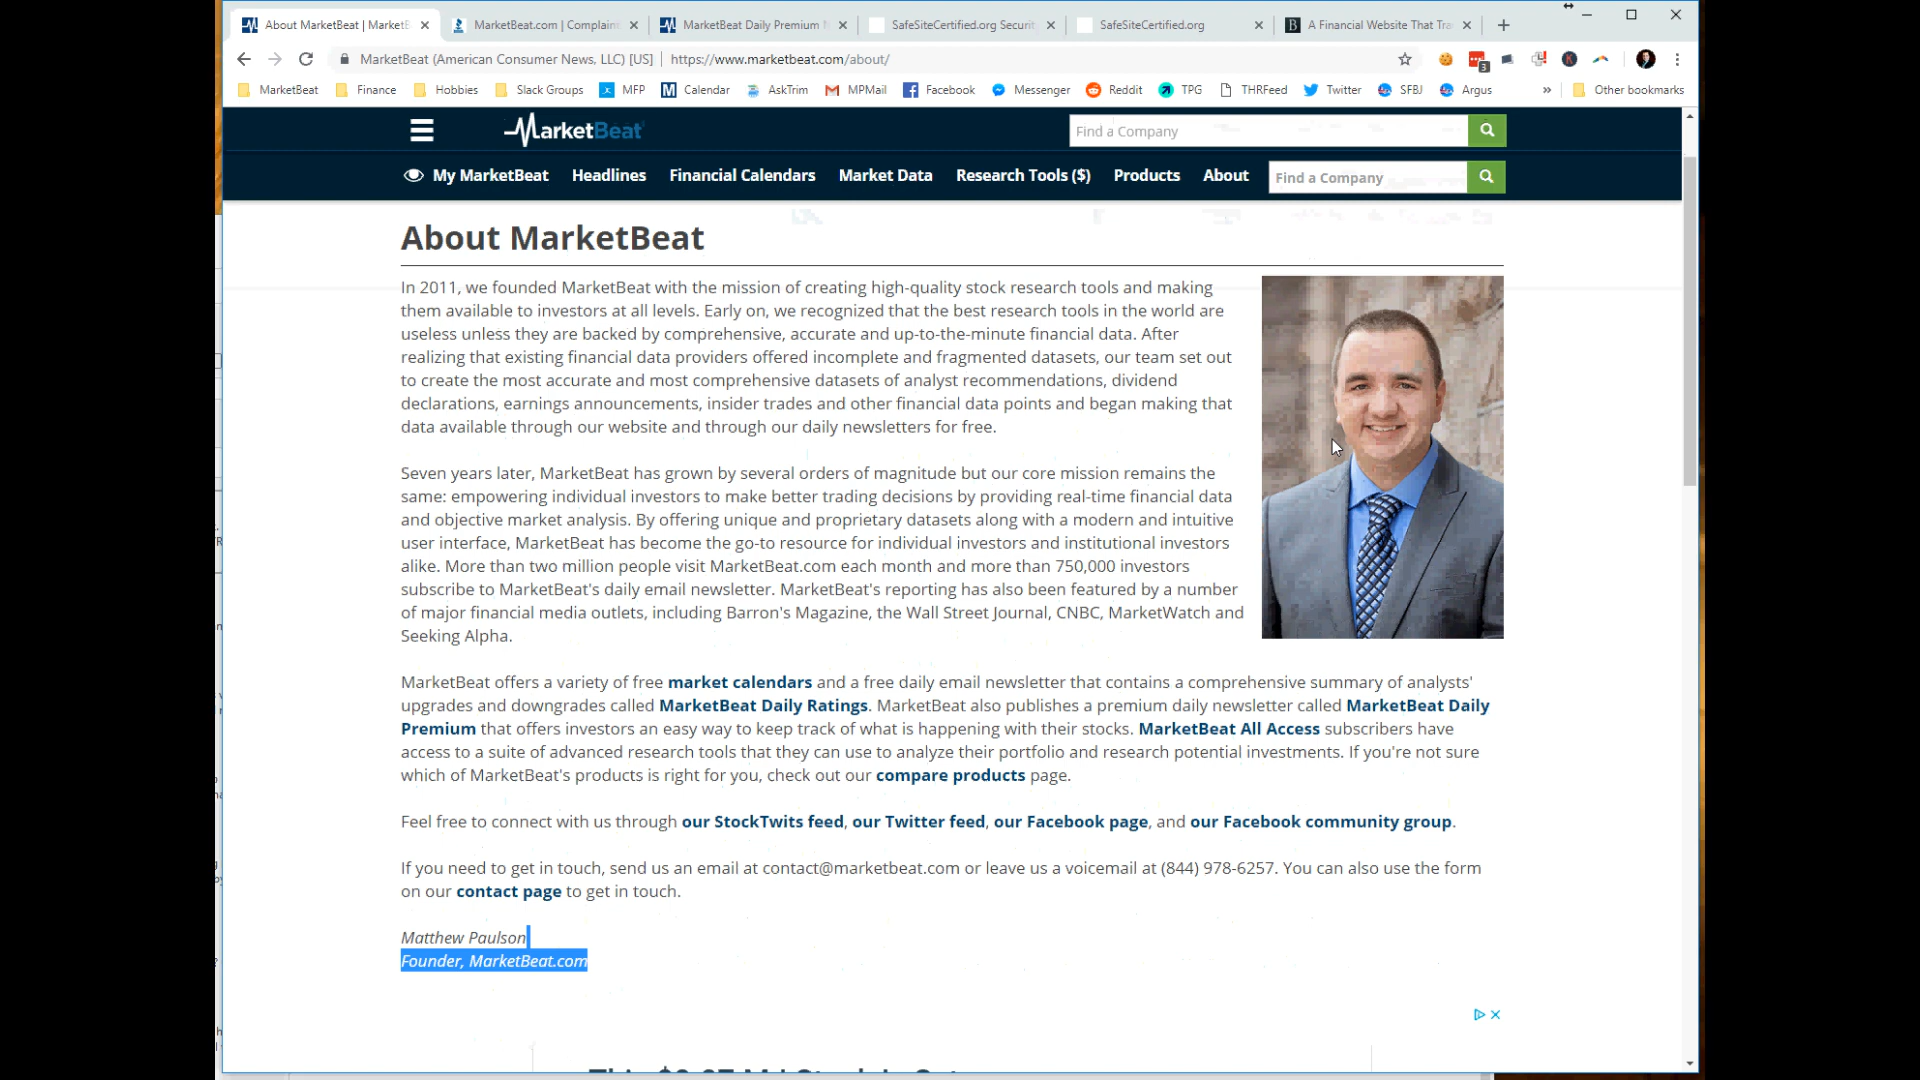 About MarketBeat | MarketB
MarketBeat.com | Complain
MarketBeat Daily Premium
SafeSiteCertified.org Securit
SafeSiteCertified.org
A Financial Website That Tra
MarketBeat (American Consumer News, LLC) [US] | https://www.marketbeat.com/about/
3
MarketBeat Finance Hobbies Slack Groups MFP Calendar AskTrim MPMail Facebook Messenger Reddit TPG THRFeed Twitter SFBJ Argus » Other bookmarks
MarketBeat
Find a Company
My MarketBeat Headlines Financial Calendars Market Data Research Tools ($) Products About Find a Company
About MarketBeat
In 2011, we founded MarketBeat with the mission of creating high-quality stock research tools and making
them available to investors at all levels. Early on, we recognized that the best research tools in the world are
useless unless they are backed by comprehensive, accurate and up-to-the-minute financial data. After
realizing that existing financial data providers offered incomplete and fragmented datasets, our team set out
to create the most accurate and most comprehensive datasets of analyst recommendations, dividend
declarations, earnings announcements, insider trades and other financial data points and began making that
data available through our website and through our daily newsletters for free.
Seven years later, MarketBeat has grown by several orders of magnitude but our core mission remains the
same: empowering individual investors to make better trading decisions by providing real-time financial data
and objective market analysis. By offering unique and proprietary datasets along with a modern and intuitive
user interface, MarketBeat has become the go-to resource for individual investors and institutional investors
alike. More than two million people visit MarketBeat.com each month and more than 750,000 investors
subscribe to MarketBeat's daily email newsletter. MarketBeat's reporting has also been featured by a number
of major financial media outlets, including Barron's Magazine, the Wall Street Journal, CNBC, MarketWatch and
Seeking Alpha.
MarketBeat offers a variety of free market calendars and a free daily email newsletter that contains a comprehensive summary of analysts'
upgrades and downgrades called MarketBeat Daily Ratings. MarketBeat also publishes a premium daily newsletter called MarketBeat Daily
Premium that offers investors an easy way to keep track of what is happening with their stocks. MarketBeat All Access subscribers have
access to a suite of advanced research tools that they can use to analyze their portfolio and research potential investments. If you're not sure
which of MarketBeat's products is right for you, check out our compare products page.
Feel free to connect with us through our StockTwits feed, our Twitter feed, our Facebook page, and our Facebook community group.
If you need to get in touch, send us an email at contact@marketbeat.com or leave us a voicemail at (844) 978-6257. You can also use the form
on our contact page to get in touch.
Matthew Paulson
Founder, MarketBeat.com